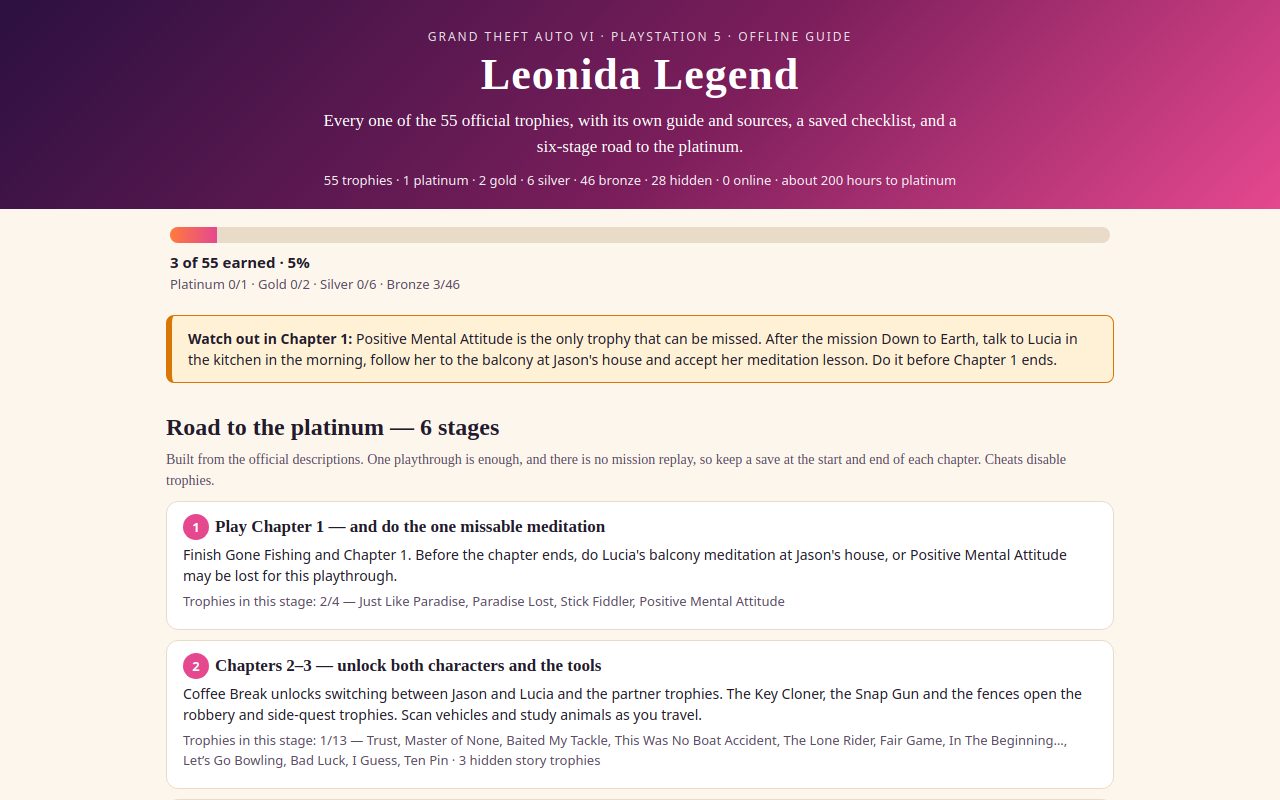 GRAND THEFT AUTO VI · PLAYSTATION 5 · OFFLINE GUIDE
Leonida Legend
Every one of the 55 official trophies, with its own guide and sources, a saved checklist, and a
six-stage road to the platinum.
55 trophies · 1 platinum · 2 gold · 6 silver · 46 bronze · 28 hidden · 0 online · about 200 hours to platinum
3 of 55 earned · 5%
Platinum 0/1 · Gold 0/2 · Silver 0/6 · Bronze 3/46
Watch out in Chapter 1: Positive Mental Attitude is the only trophy that can be missed. After the mission Down to Earth, talk to Lucia in
the kitchen in the morning, follow her to the balcony at Jason's house and accept her meditation lesson. Do it before Chapter 1 ends.
Road to the platinum — 6 stages
Built from the official descriptions. One playthrough is enough, and there is no mission replay, so keep a save at the start and end of each chapter. Cheats disable
trophies.
1 Play Chapter 1 — and do the one missable meditation
Finish Gone Fishing and Chapter 1. Before the chapter ends, do Lucia's balcony meditation at Jason's house, or Positive Mental Attitude
may be lost for this playthrough.
Trophies in this stage: 2/4 — Just Like Paradise, Paradise Lost, Stick Fiddler, Positive Mental Attitude
2 Chapters 2–3 — unlock both characters and the tools
Coffee Break unlocks switching between Jason and Lucia and the partner trophies. The Key Cloner, the Snap Gun and the fences open the
robbery and side-quest trophies. Scan vehicles and study animals as you travel.
Trophies in this stage: 1/13 — Trust, Master of None, Baited My Tackle, This Was No Boat Accident, The Lone Rider, Fair Game, In The Beginning…,
Let’s Go Bowling, Bad Luck, I Guess, Ten Pin · 3 hidden story trophies